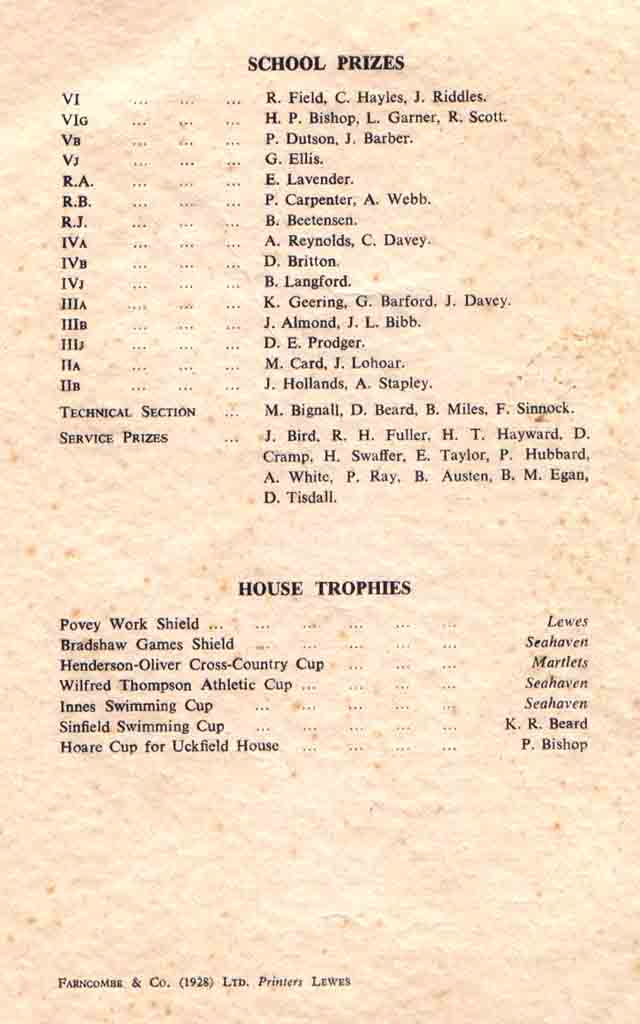 SCHOOL PRIZES
VI ... ... ... R. Field, C. Hayles, J. Riddles.
VIG ... ... ... H. P. Bishop, L. Garner, R. Scott.
VB ... ... ... P. Dutson, J. Barber.
VJ ... ... ... G. Ellis.
R.A. ... ... ... E. Lavender.
R.B. ... ... ... P. Carpenter, A. Webb.
R.J. ... ... ... B. Beetensen.
IVA ... ... ... A. Reynolds, C. Davey.
IVB ... ... ... D. Britton.
IVJ ... ... ... B. Langford.
IIIA ... ... ... K. Geering, G. Barford, J. Davey.
IIIB ... ... ... J. Almond, J. L. Bibb.
IIIJ ... ... ... D. E. Prodger.
IIA ... ... ... M. Card, J. Lohoar.
IIB ... ... ... J. Hollands, A. Stapley.
TECHNICAL SECTION ... M. Bignall, D. Beard, B. Miles, F. Sinnock.
SERVICE PRIZES ... J. Bird, R. H. Fuller, H. T. Hayward, D.
Cramp, H. Swaffer, E. Taylor, P. Hubbard,
A. White, P. Ray, B. Austen, B. M. Egan,
D. Tisdall.
HOUSE TROPHIES
Povey Work Shield ... ... ... ... ... ... Lewes
Bradshaw Games Shield ... ... ... ... ... Seahaven
Henderson-Oliver Cross-Country Cup ... ... ... Martlets
Wilfred Thompson Athletic Cup ... ... ... ... Seahaven
Innes Swimming Cup ... ... ... ... ... Seahaven
Sinfield Swimming Cup ... ... ... ... ... K. R. Beard
Hoare Cup for Uckfield House ... ... ... ... P. Bishop
FARNCOMBE & CO. (1928) LTD. Printers LEWES